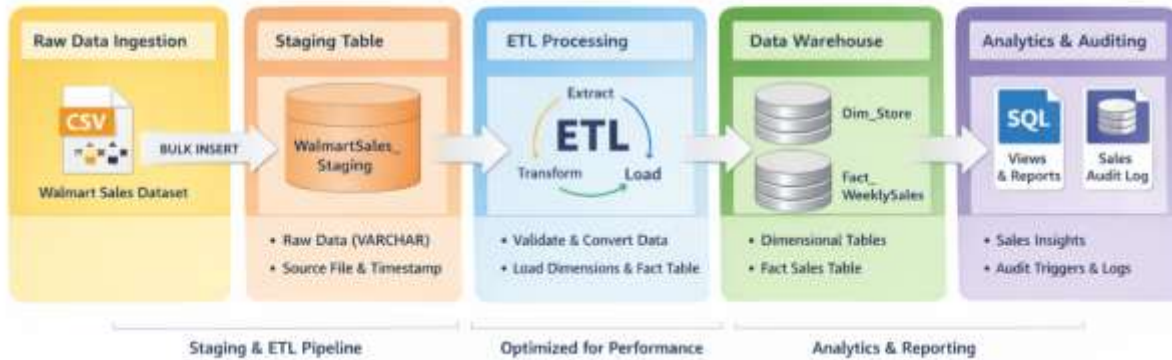 Raw Data Ingestion
CSV
Walmart Sales Dataset
BULK INSERT
Staging Table
WalmartSales_
Staging
• Raw Data (VARCHAR)
• Source File & Timestamp
ETL Processing
Extract
ETL
Transform
Load
• Validate & Convert Data
• Load Dimensions & Fact Table
Data Warehouse
Dim_Store
Fact_
WeeklySales
• Dimensional Tables
• Fact Sales Table
Analytics & Auditing
SQL
Views
& Reports
Sales
Audit Log
• Sales Insights
• Audit Triggers & Logs
Staging & ETL Pipeline
Optimized for Performance
Analytics & Reporting